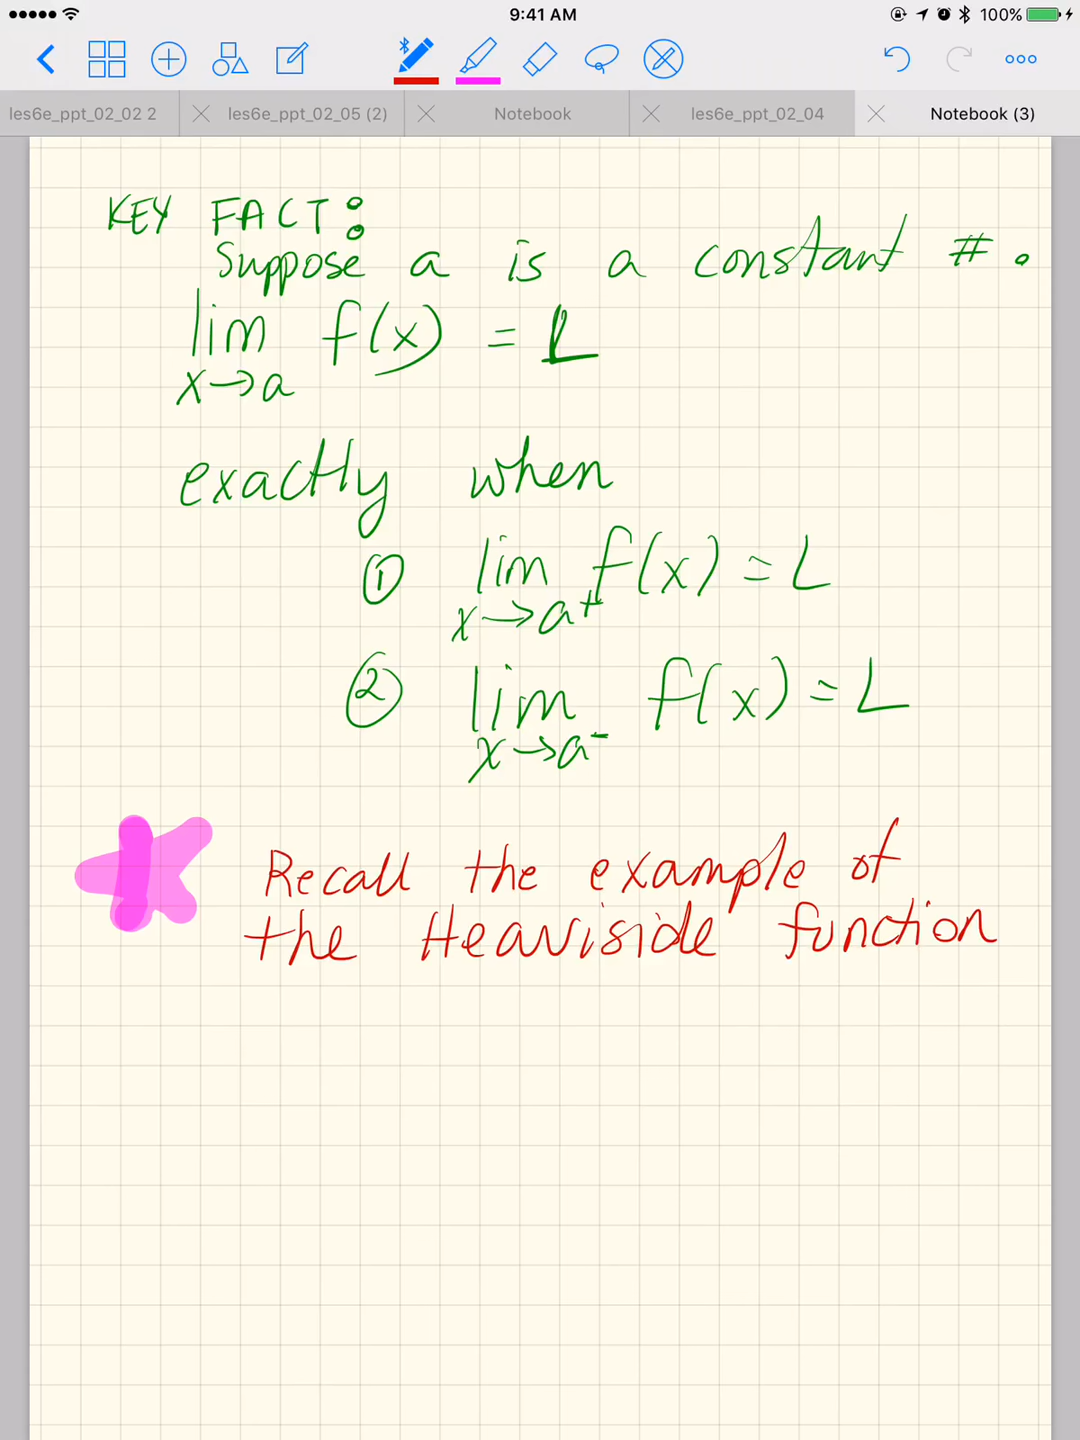 9:41 AM
100%
les6e_ppt_02_02 2
les6e_ppt_02_05 (2)
Notebook
les6e_ppt_02_04
Notebook (3)
KEY FACT:
Suppose a is a constant #.
lim f(x) = L
x→a
exactly when
① lim f(x) = L
x→a⁺
② lim f(x) = L
x→a⁻
Recall the example of
the Heaviside function